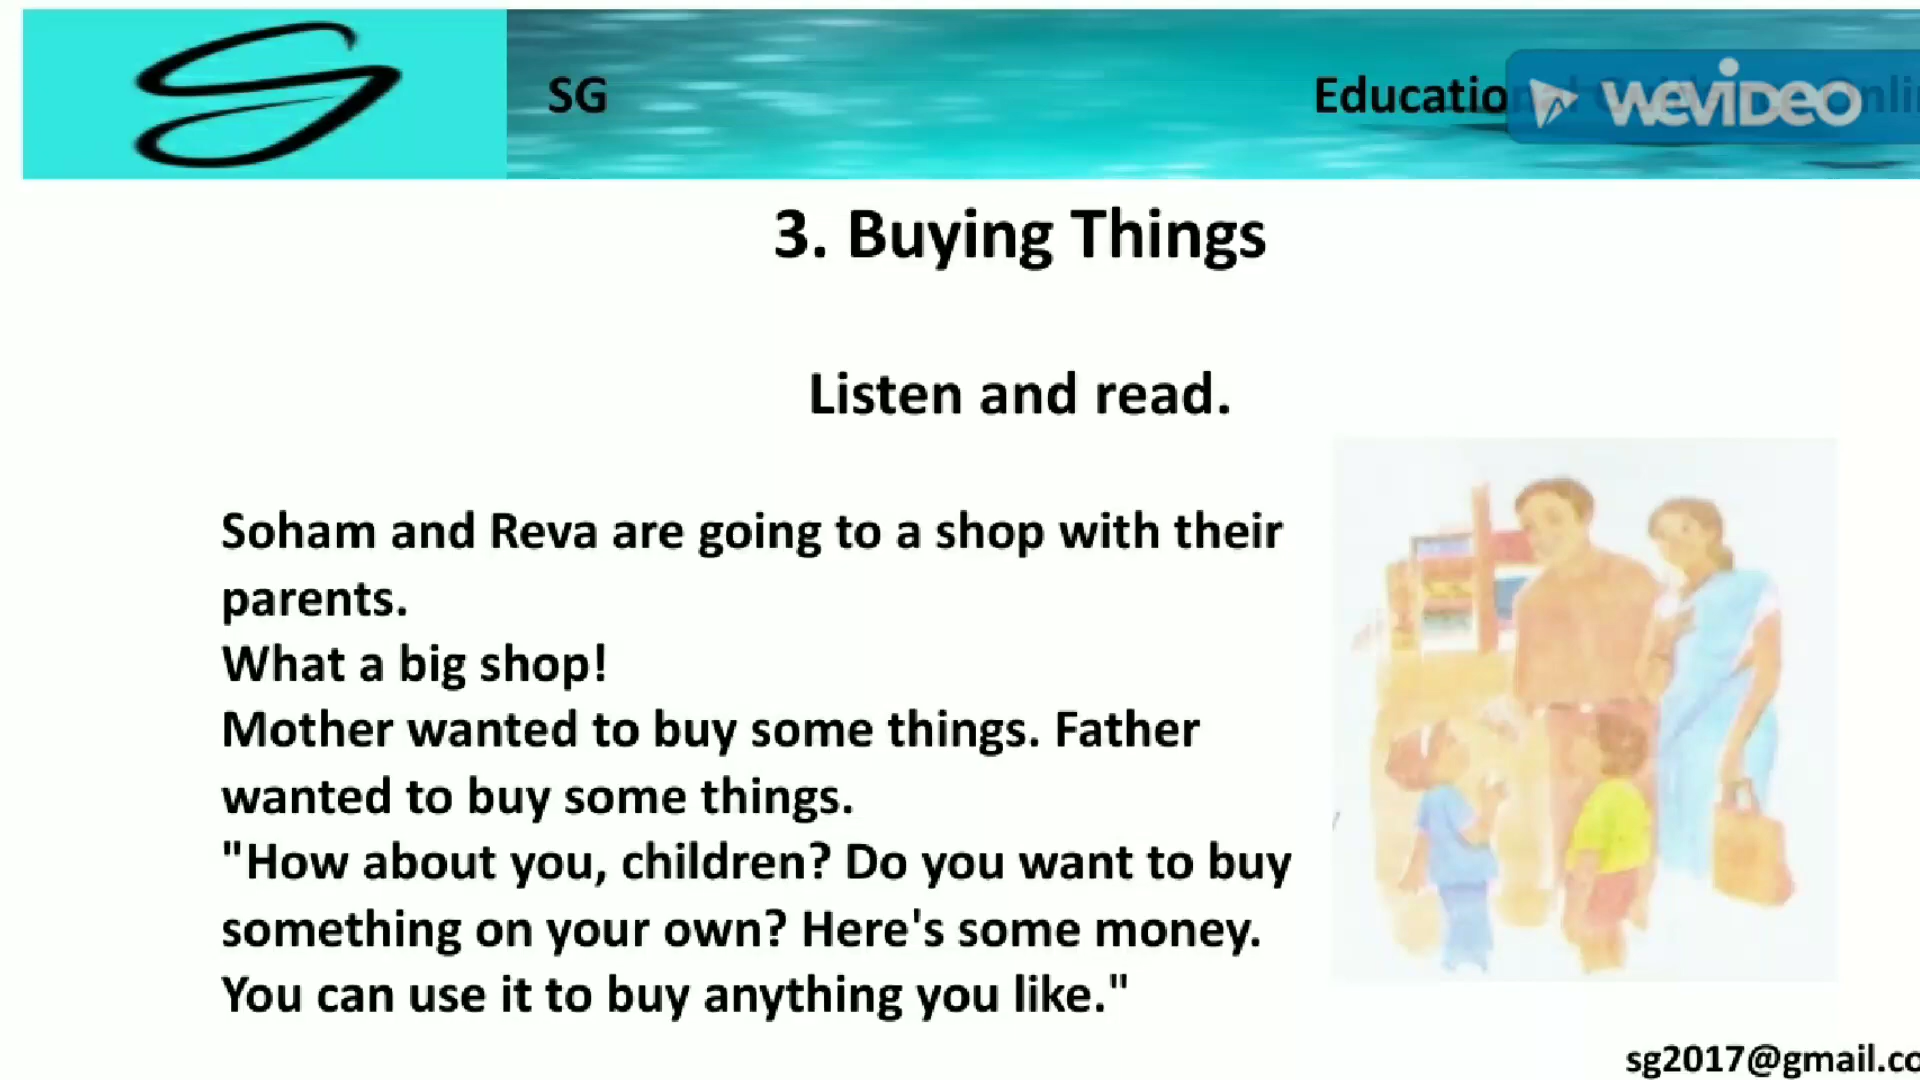 SG
Educatio
WeVideo
3. Buying Things
Listen and read.
Soham and Reva are going to a shop with their
parents.
What a big shop!
Mother wanted to buy some things. Father
wanted to buy some things.
"How about you, children? Do you want to buy
something on your own? Here's some money.
You can use it to buy anything you like."
sg2017@gmail.co